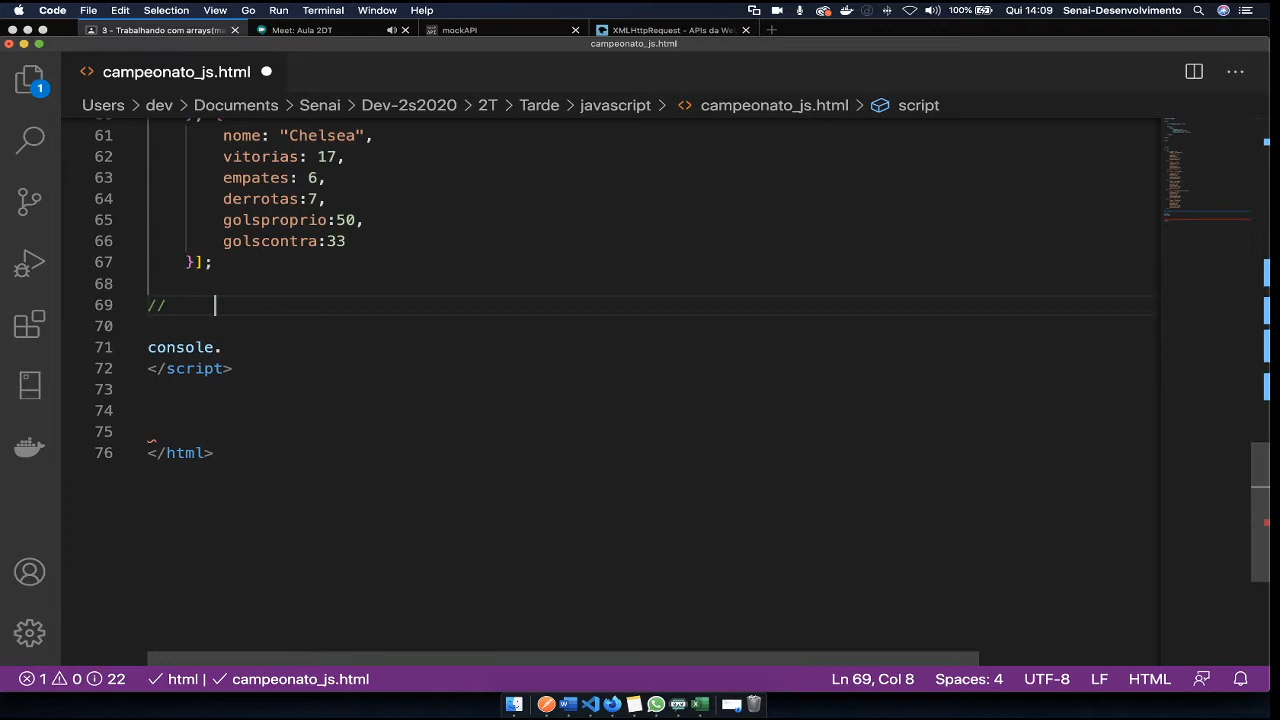 Code File Edit Selection View Go Run Terminal Window Help 100% Qui 14:09 Senai-Desenvolvimento
3 - Trabalhando com arrays(ma × Meet: Aula 2DT × mockAPI × XMLHttpRequest - APIs da We × +
campeonato_js.html
<> campeonato_js.html
1
Users > dev > Documents > Senai > Dev-2s2020 > 2T > Tarde > javascript > <> campeonato_js.html > script
61 nome: "Chelsea",
62 vitorias: 17,
63 empates: 6,
64 derrotas:7,
65 golsproprio:50,
66 golscontra:33
67 }];
68
69 //
70
71 console.
72 </script>
73
74
75
76 </html>
1 0 22 html | campeonato_js.html Ln 69, Col 8 Spaces: 4 UTF-8 LF HTML